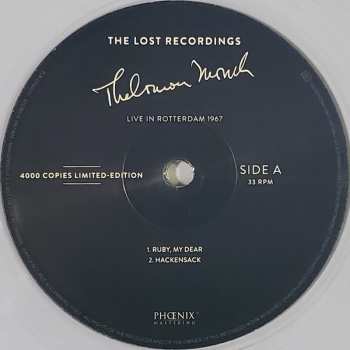 THE LOST RECORDINGS
Thelonious Monk
LIVE IN ROTTERDAM 1967
4000 COPIES LIMITED-EDITION
SIDE A
33 RPM
1. RUBY, MY DEAR
2. HACKENSACK
PHŒNIX
MASTERING